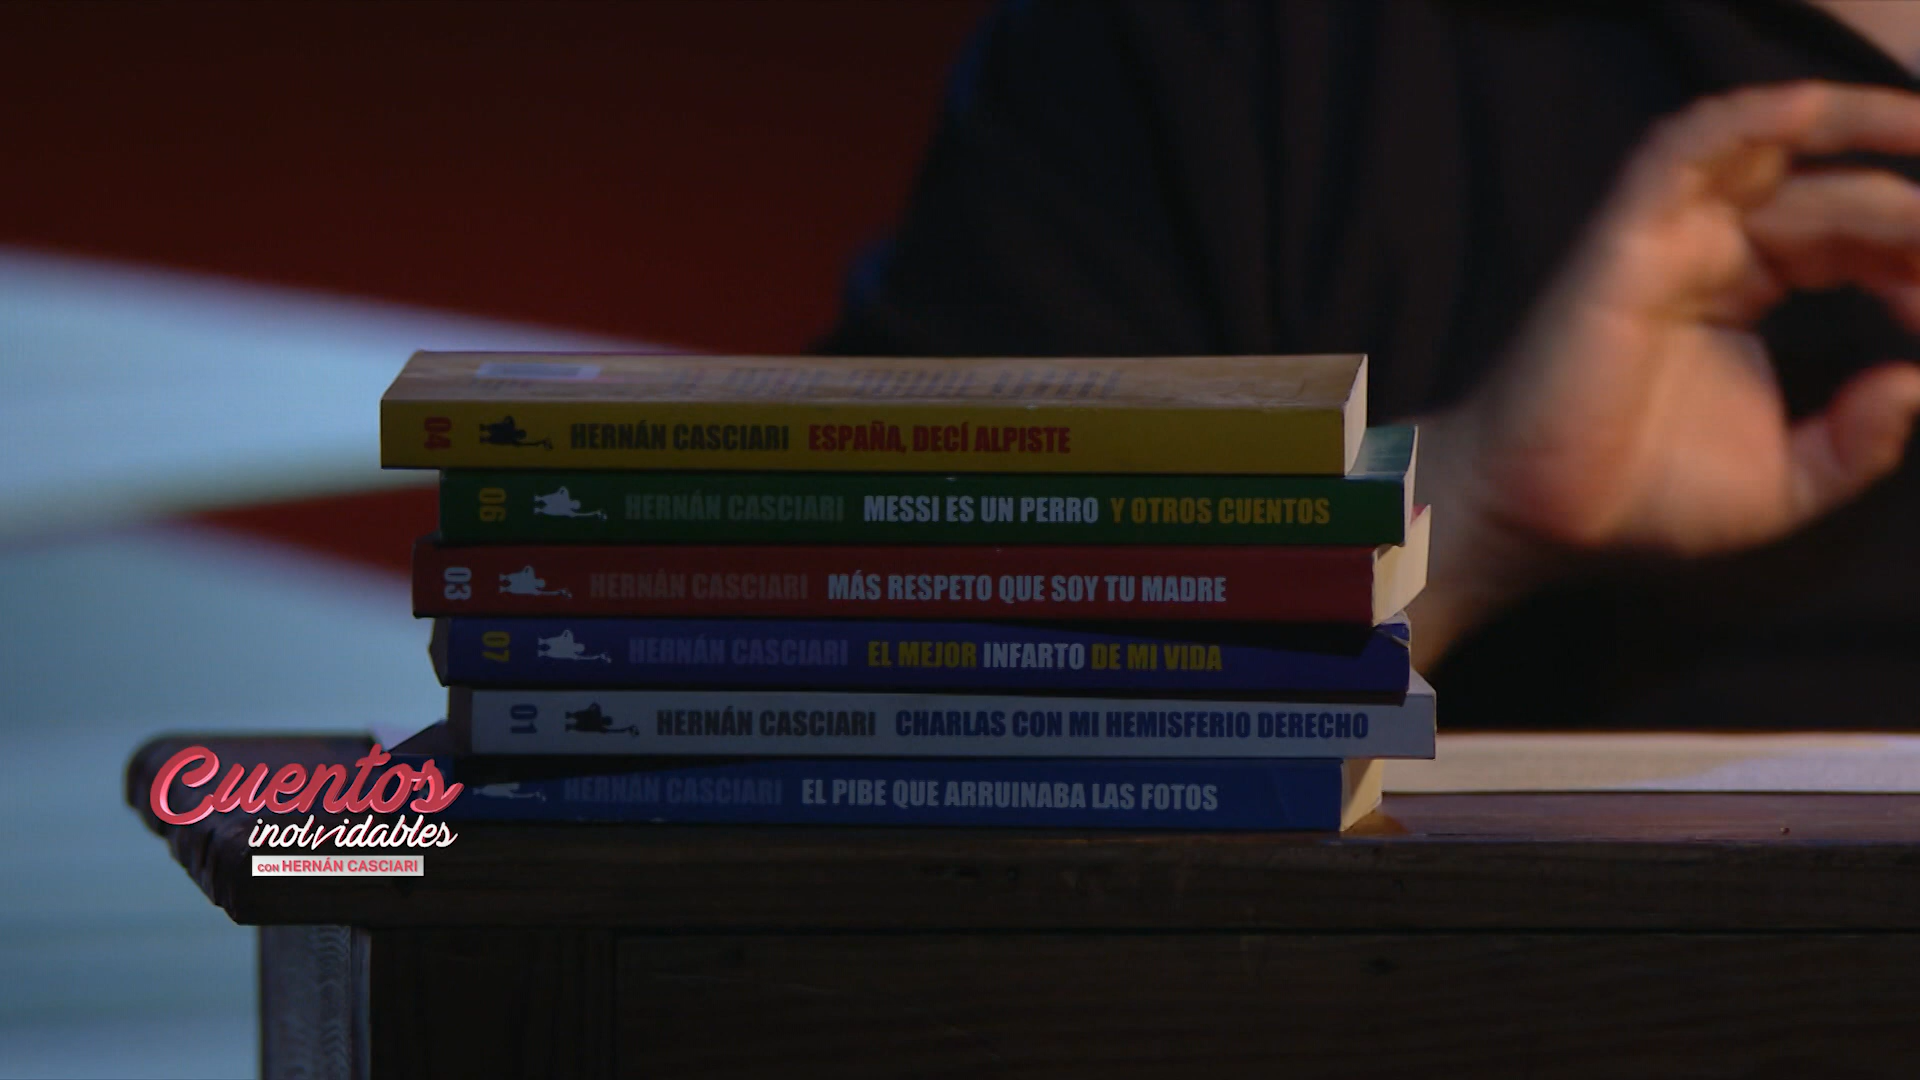 04 HERNÁN CASCIARI ESPAÑA, DECÍ ALPISTE
06 HERNÁN CASCIARI MESSI ES UN PERRO Y OTROS CUENTOS
03 HERNÁN CASCIARI MÁS RESPETO QUE SOY TU MADRE
07 HERNÁN CASCIARI EL MEJOR INFARTO DE MI VIDA
01 HERNÁN CASCIARI CHARLAS CON MI HEMISFERIO DERECHO
HERNÁN CASCIARI EL PIBE QUE ARRUINABA LAS FOTOS
Cuentos
inolvidables
CON HERNÁN CASCIARI